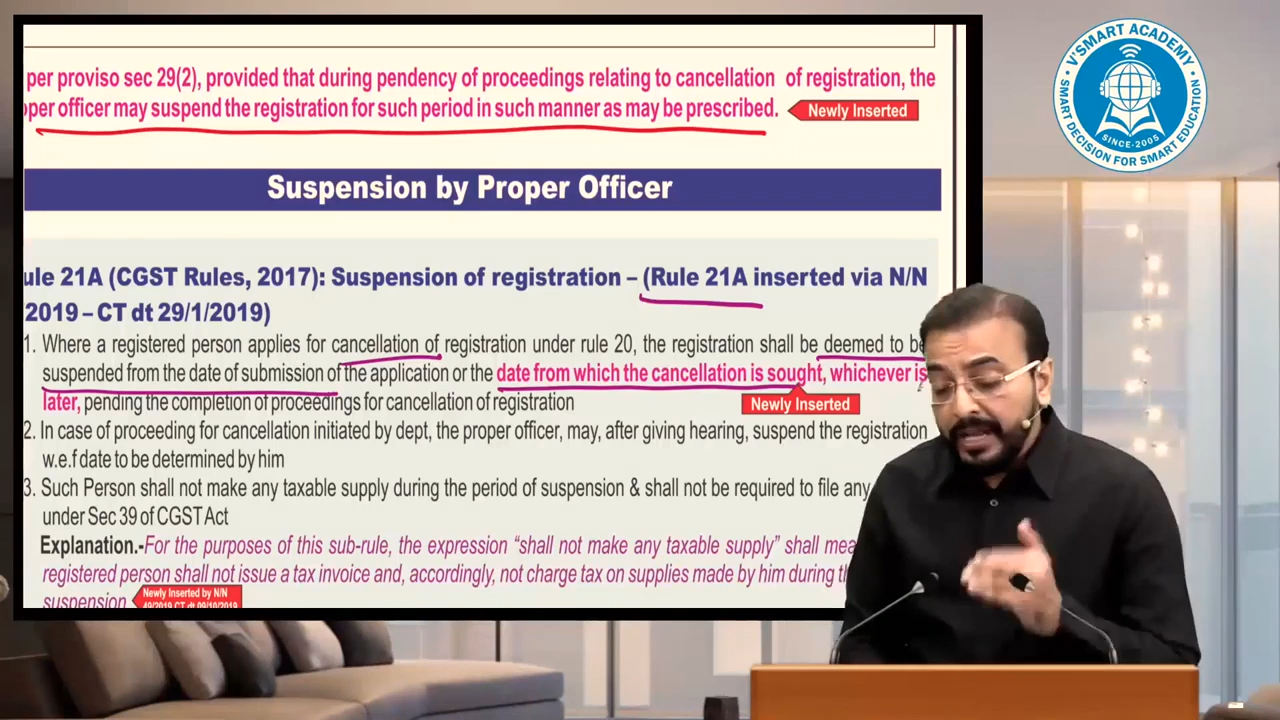 per proviso sec 29(2), provided that during pendency of proceedings relating to cancellation of registration, the
per officer may suspend the registration for such period in such manner as may be prescribed.
Newly Inserted
Suspension by Proper Officer
ule 21A (CGST Rules, 2017): Suspension of registration – (Rule 21A inserted via N/N
2019 – CT dt 29/1/2019)
1. Where a registered person applies for cancellation of registration under rule 20, the registration shall be deemed to be
suspended from the date of submission of the application or the date from which the cancellation is sought, whichever is
later, pending the completion of proceedings for cancellation of registration
Newly Inserted
2. In case of proceeding for cancellation initiated by dept, the proper officer, may, after giving hearing, suspend the registration
w.e.f date to be determined by him
3. Such Person shall not make any taxable supply during the period of suspension & shall not be required to file any
under Sec 39 of CGST Act
Explanation.-For the purposes of this sub-rule, the expression “shall not make any taxable supply” shall mea
registered person shall not issue a tax invoice and, accordingly, not charge tax on supplies made by him during th
suspension
Newly Inserted by N/N
49/2019 CT dt 09/10/2019
V'SMART ACADEMY
SINCE-2005
SMART DECISION FOR SMART EDUCATION